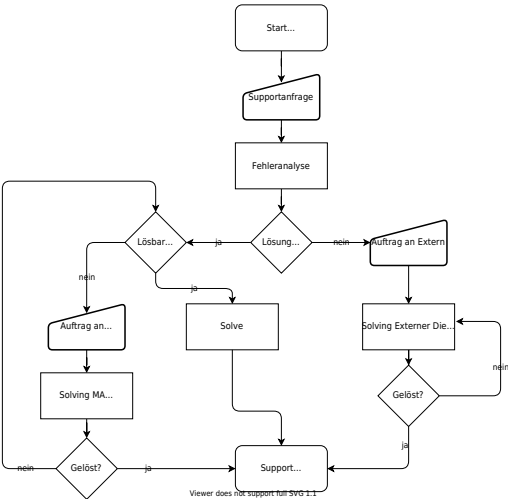 Start...
Supportanfrage
Fehleranalyse
Lösbar...
ja
Lösung...
nein
Auftrag an Extern
nein
ja
Auftrag an...
Solve
Solving Externer Die...
nein
Solving MA...
Gelöst?
ja
nein
Gelöst?
ja
Support...
Viewer does not support full SVG 1.1